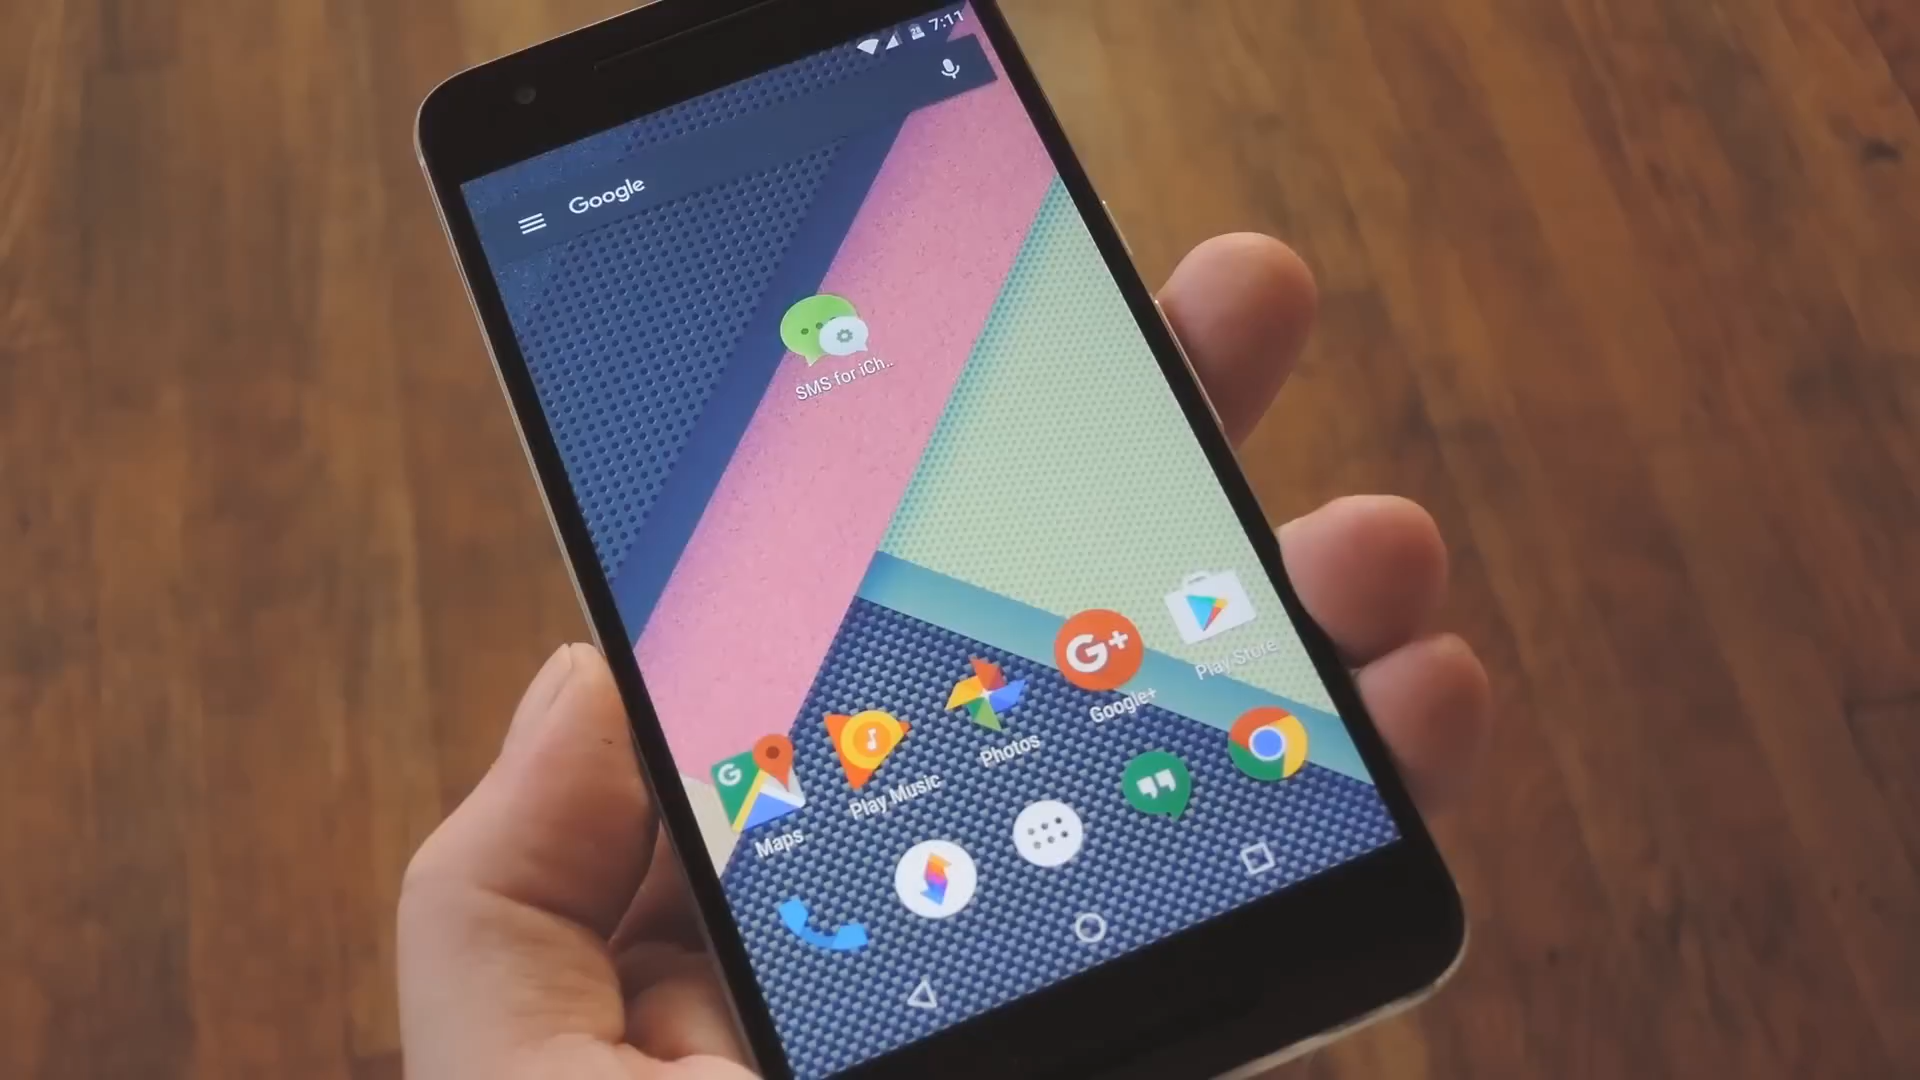 7:11
Google
SMS for iCh..
Play Store
Google+
Photos
Play Music
Maps
G+
G